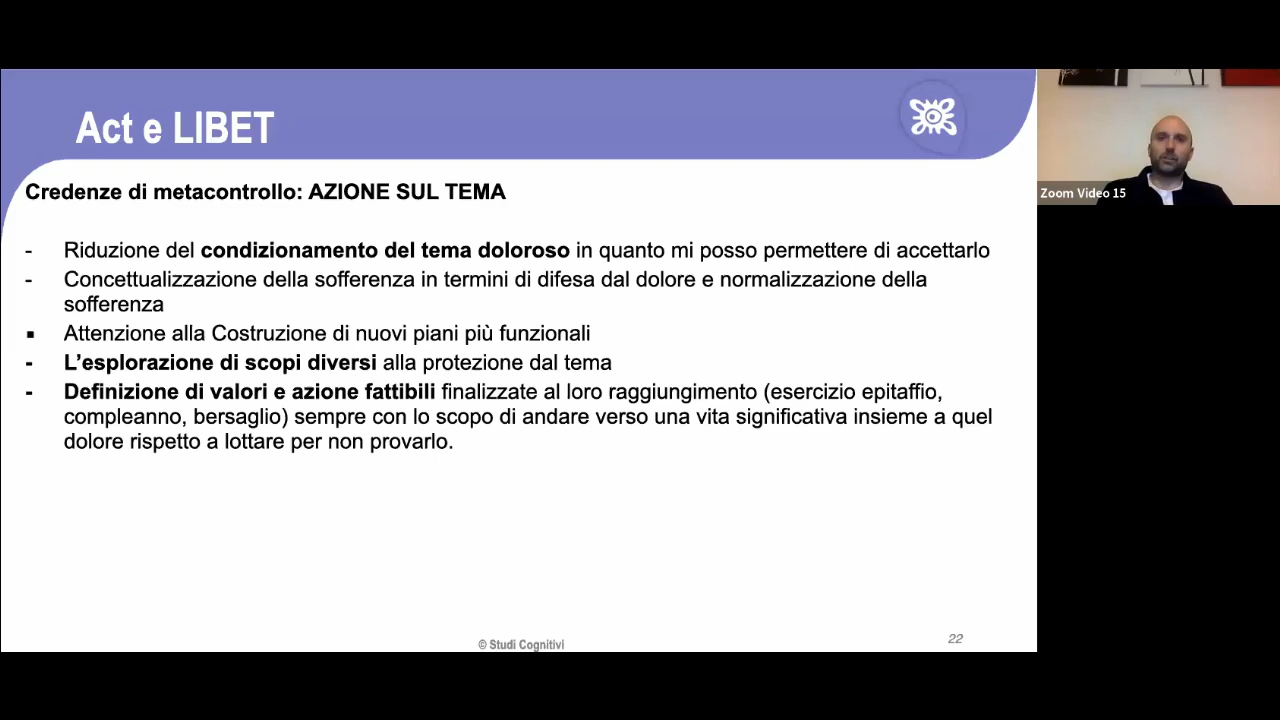 Act e LIBET
Credenze di metacontrollo: AZIONE SUL TEMA
- Riduzione del condizionamento del tema doloroso in quanto mi posso permettere di accettarlo
- Concettualizzazione della sofferenza in termini di difesa dal dolore e normalizzazione della
sofferenza
▪ Attenzione alla Costruzione di nuovi piani più funzionali
- L’esplorazione di scopi diversi alla protezione dal tema
- Definizione di valori e azione fattibili finalizzate al loro raggiungimento (esercizio epitaffio,
compleanno, bersaglio) sempre con lo scopo di andare verso una vita significativa insieme a quel
dolore rispetto a lottare per non provarlo.
© Studi Cognitivi
22
Zoom Video 15